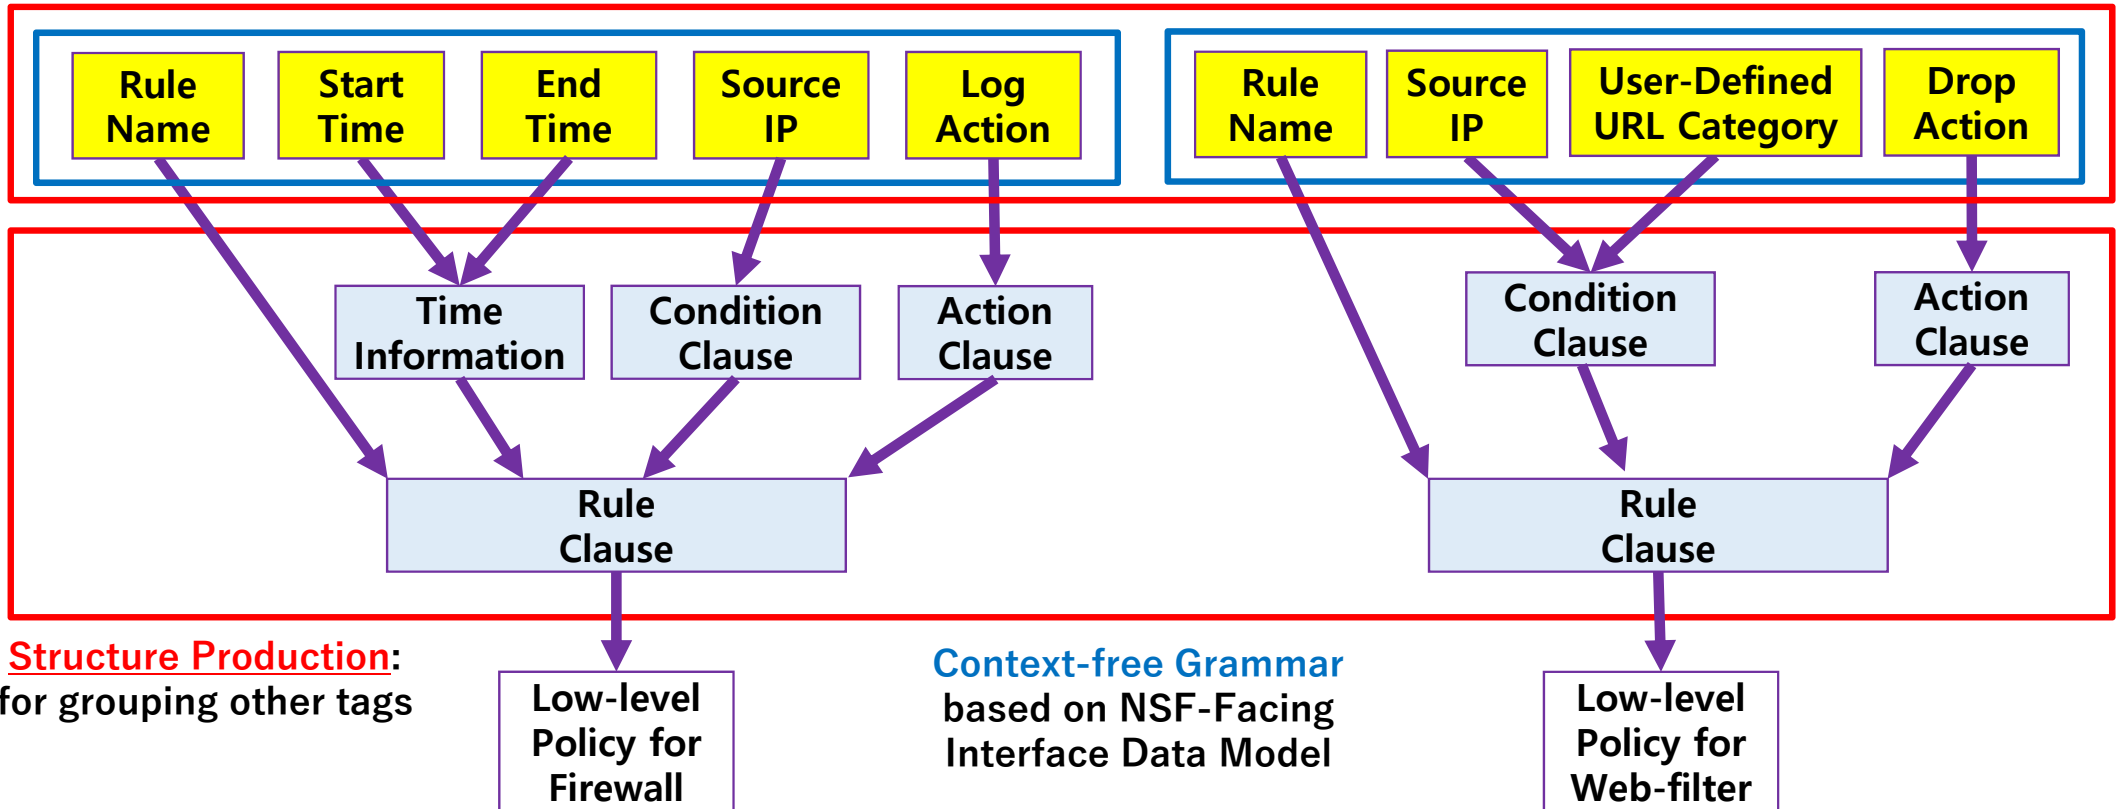 Rule
Name
Start
Time
End
Time
Source
IP
Log
Action
Rule
Name
Source
IP
User-Defined
URL Category
Drop
Action
Time
Information
Condition
Clause
Action
Clause
Condition
Clause
Action
Clause
Rule
Clause
Rule
Clause
Structure Production:
for grouping other tags
Low-level
Policy for
Firewall
Context-free Grammar
based on NSF-Facing
Interface Data Model
Low-level
Policy for
Web-filter